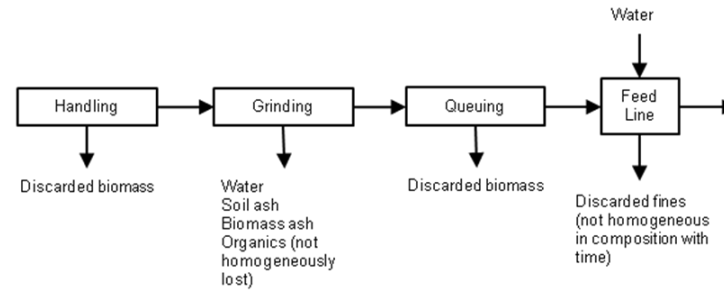 Water
Handling
Grinding
Queuing
Feed
Line
Discarded biomass
Water
Soil ash
Biomass ash
Organics (not
homogeneously
lost)
Discarded biomass
Discarded fines
(not homogeneous
in composition with
time)